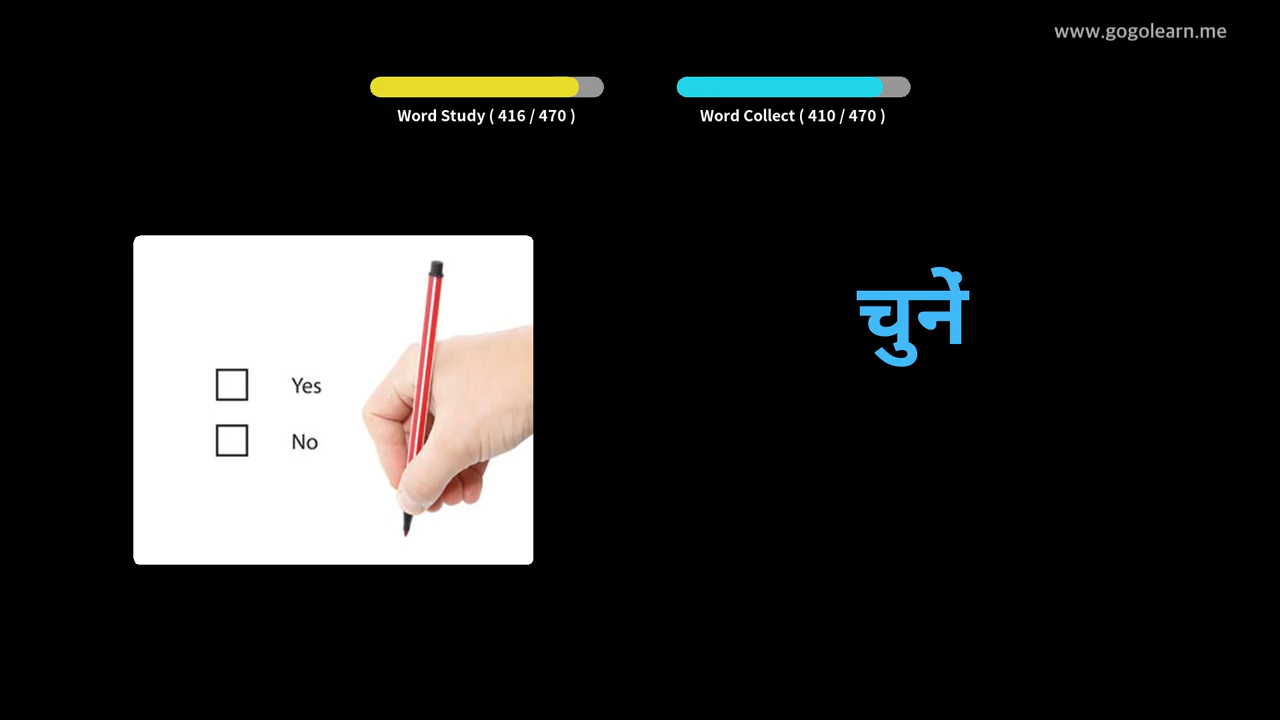 www.gogolearn.me
Word Study ( 416 / 470 )
Word Collect ( 410 / 470 )
चुनें
Yes
No